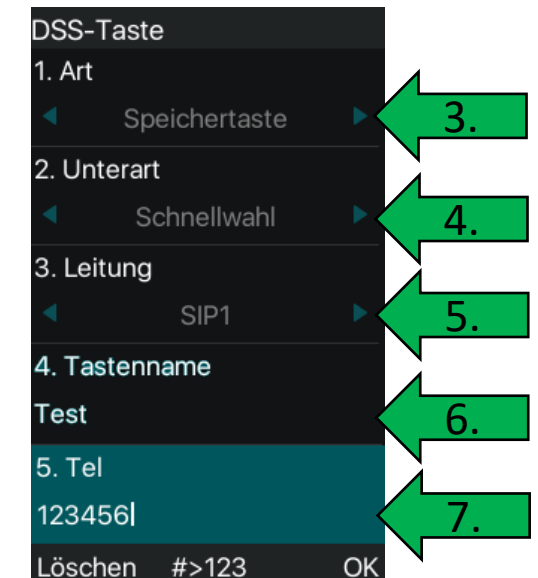 DSS-Taste
1. Art
Speichertaste
3.
2. Unterart
Schnellwahl
4.
3. Leitung
SIP1
5.
4. Tastenname
Test
6.
5. Tel
123456
7.
Löschen #>123 OK